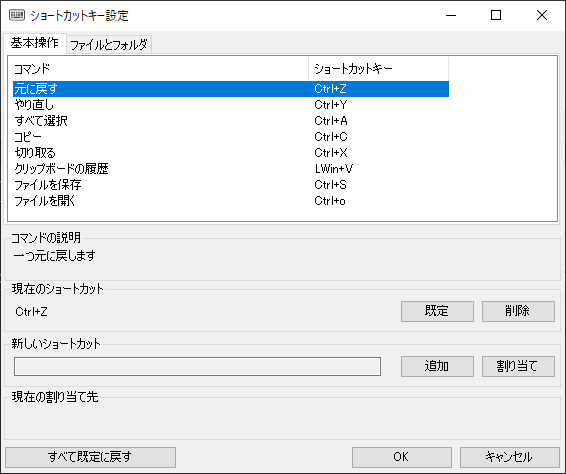 ショートカットキー設定
基本操作 ファイルとフォルダ
コマンド ショートカットキー
元に戻す Ctrl+Z
やり直し Ctrl+Y
すべて選択 Ctrl+A
コピー Ctrl+C
切り取る Ctrl+X
クリップボードの履歴 LWin+V
ファイルを保存 Ctrl+S
ファイルを開く Ctrl+o
コマンドの説明
一つ元に戻します
現在のショートカット
Ctrl+Z 既定 削除
新しいショートカット
追加 割り当て
現在の割り当て先
すべて既定に戻す OK キャンセル